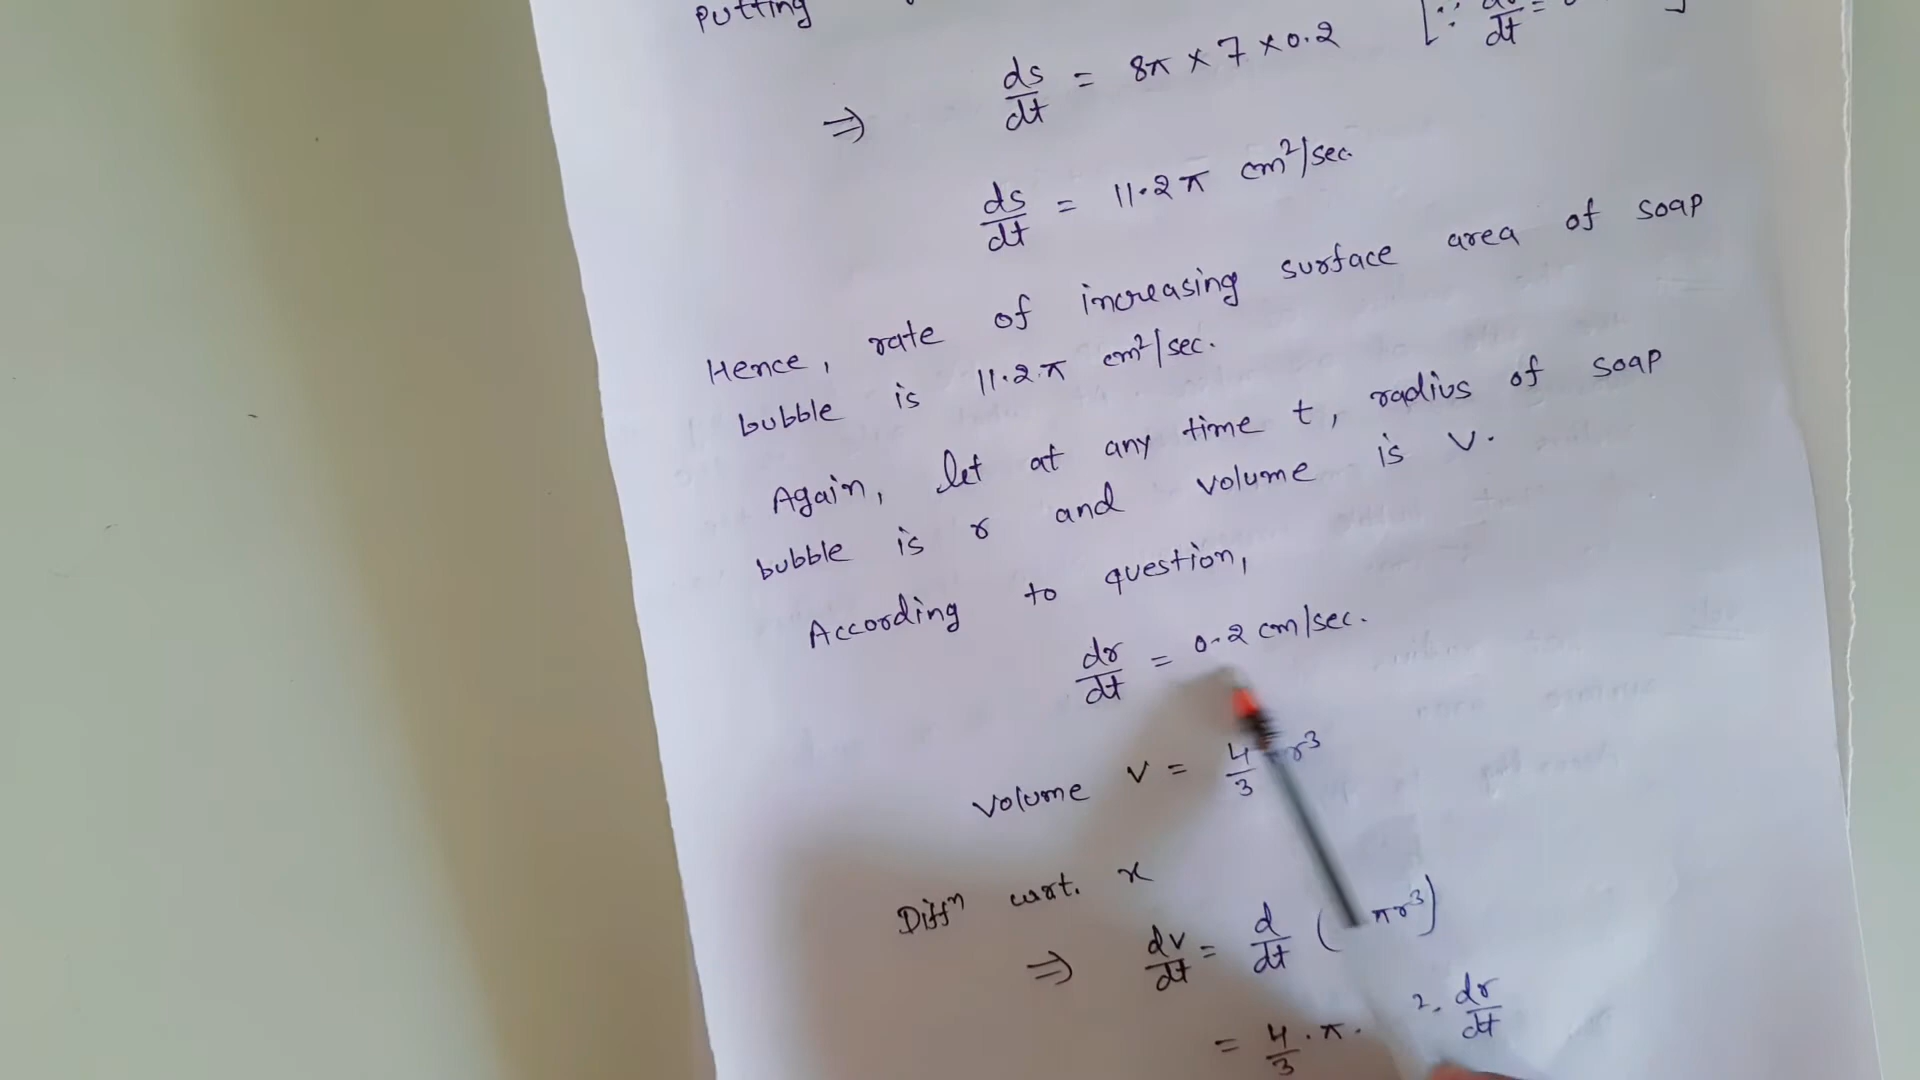 Putting
⇒ ds/dt = 8π × 7 × 0.2 [∵ dt =
ds/dt = 11.2π cm²/sec.
Hence, rate of increasing surface area of soap
bubble is 11.2.π cm²/sec.
Again, let at any time t, radius of soap
bubble is r and volume is V.
According to question,
dr/dt = 0.2 cm/sec.
Volume V = 4/3 r³
Diffⁿ w.r.t. x
⇒ dv/dt = d/dt ( πr³)
= 4/3 . π. ². dr/dt